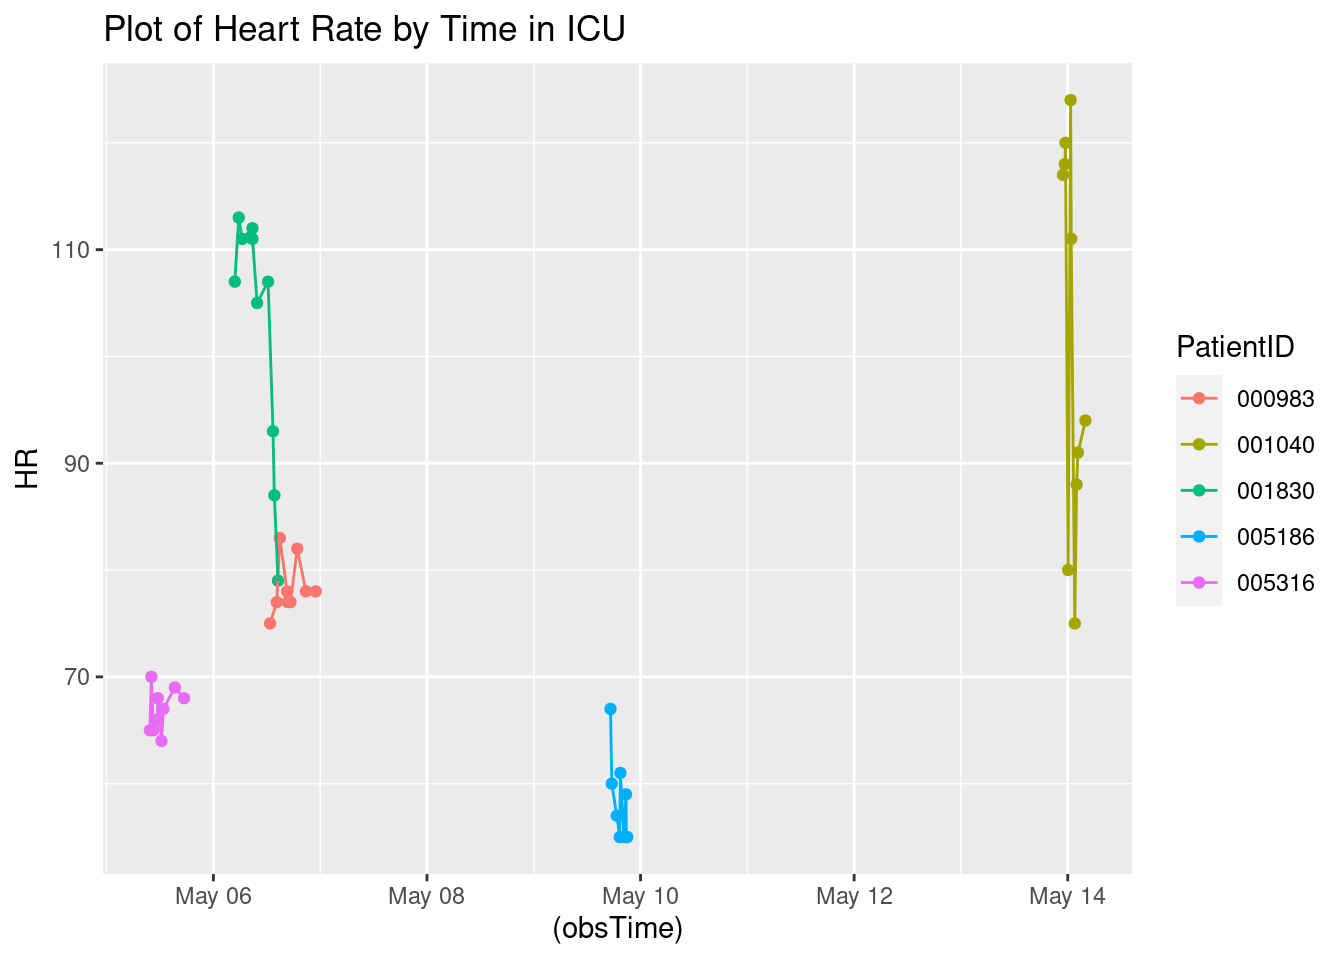 Plot of Heart Rate by Time in ICU
HR
110
90
70
May 06
May 08
May 10
May 12
May 14
(obsTime)
PatientID
000983
001040
001830
005186
005316